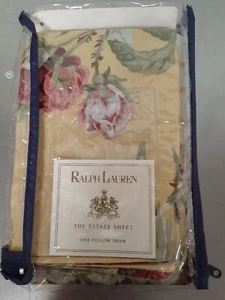 RALPH LAUREN
THE ESTATE SHEET
ONE PILLOW SHAM